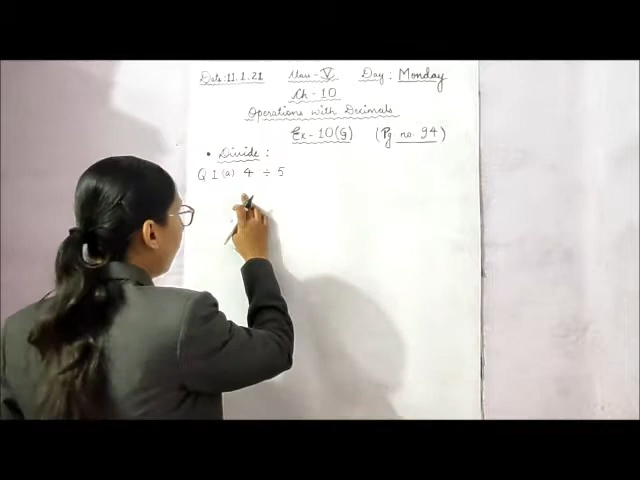 Date: 11.1.21 Class - V Day : Monday
Ch - 10
Operations with Decimals
Ex - 10(G) (Pg no. 94)
• Divide :
Q 1 (a) 4 ÷ 5